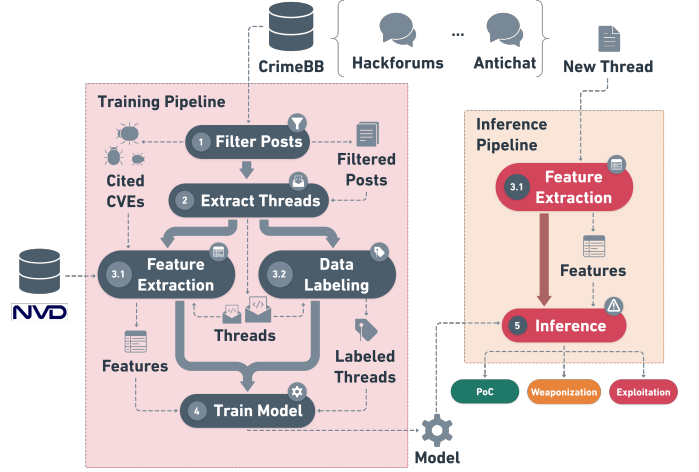 CrimeBB
Hackforums
...
Antichat
New Thread
Training Pipeline
1
Filter Posts
Cited
CVEs
Filtered
Posts
2
Extract Threads
3.1
Feature
Extraction
3.2
Data
Labeling
NVD
Threads
Features
Labeled
Threads
4
Train Model
Model
Inference
Pipeline
3.1
Feature
Extraction
Features
5
Inference
PoC
Weaponization
Exploitation